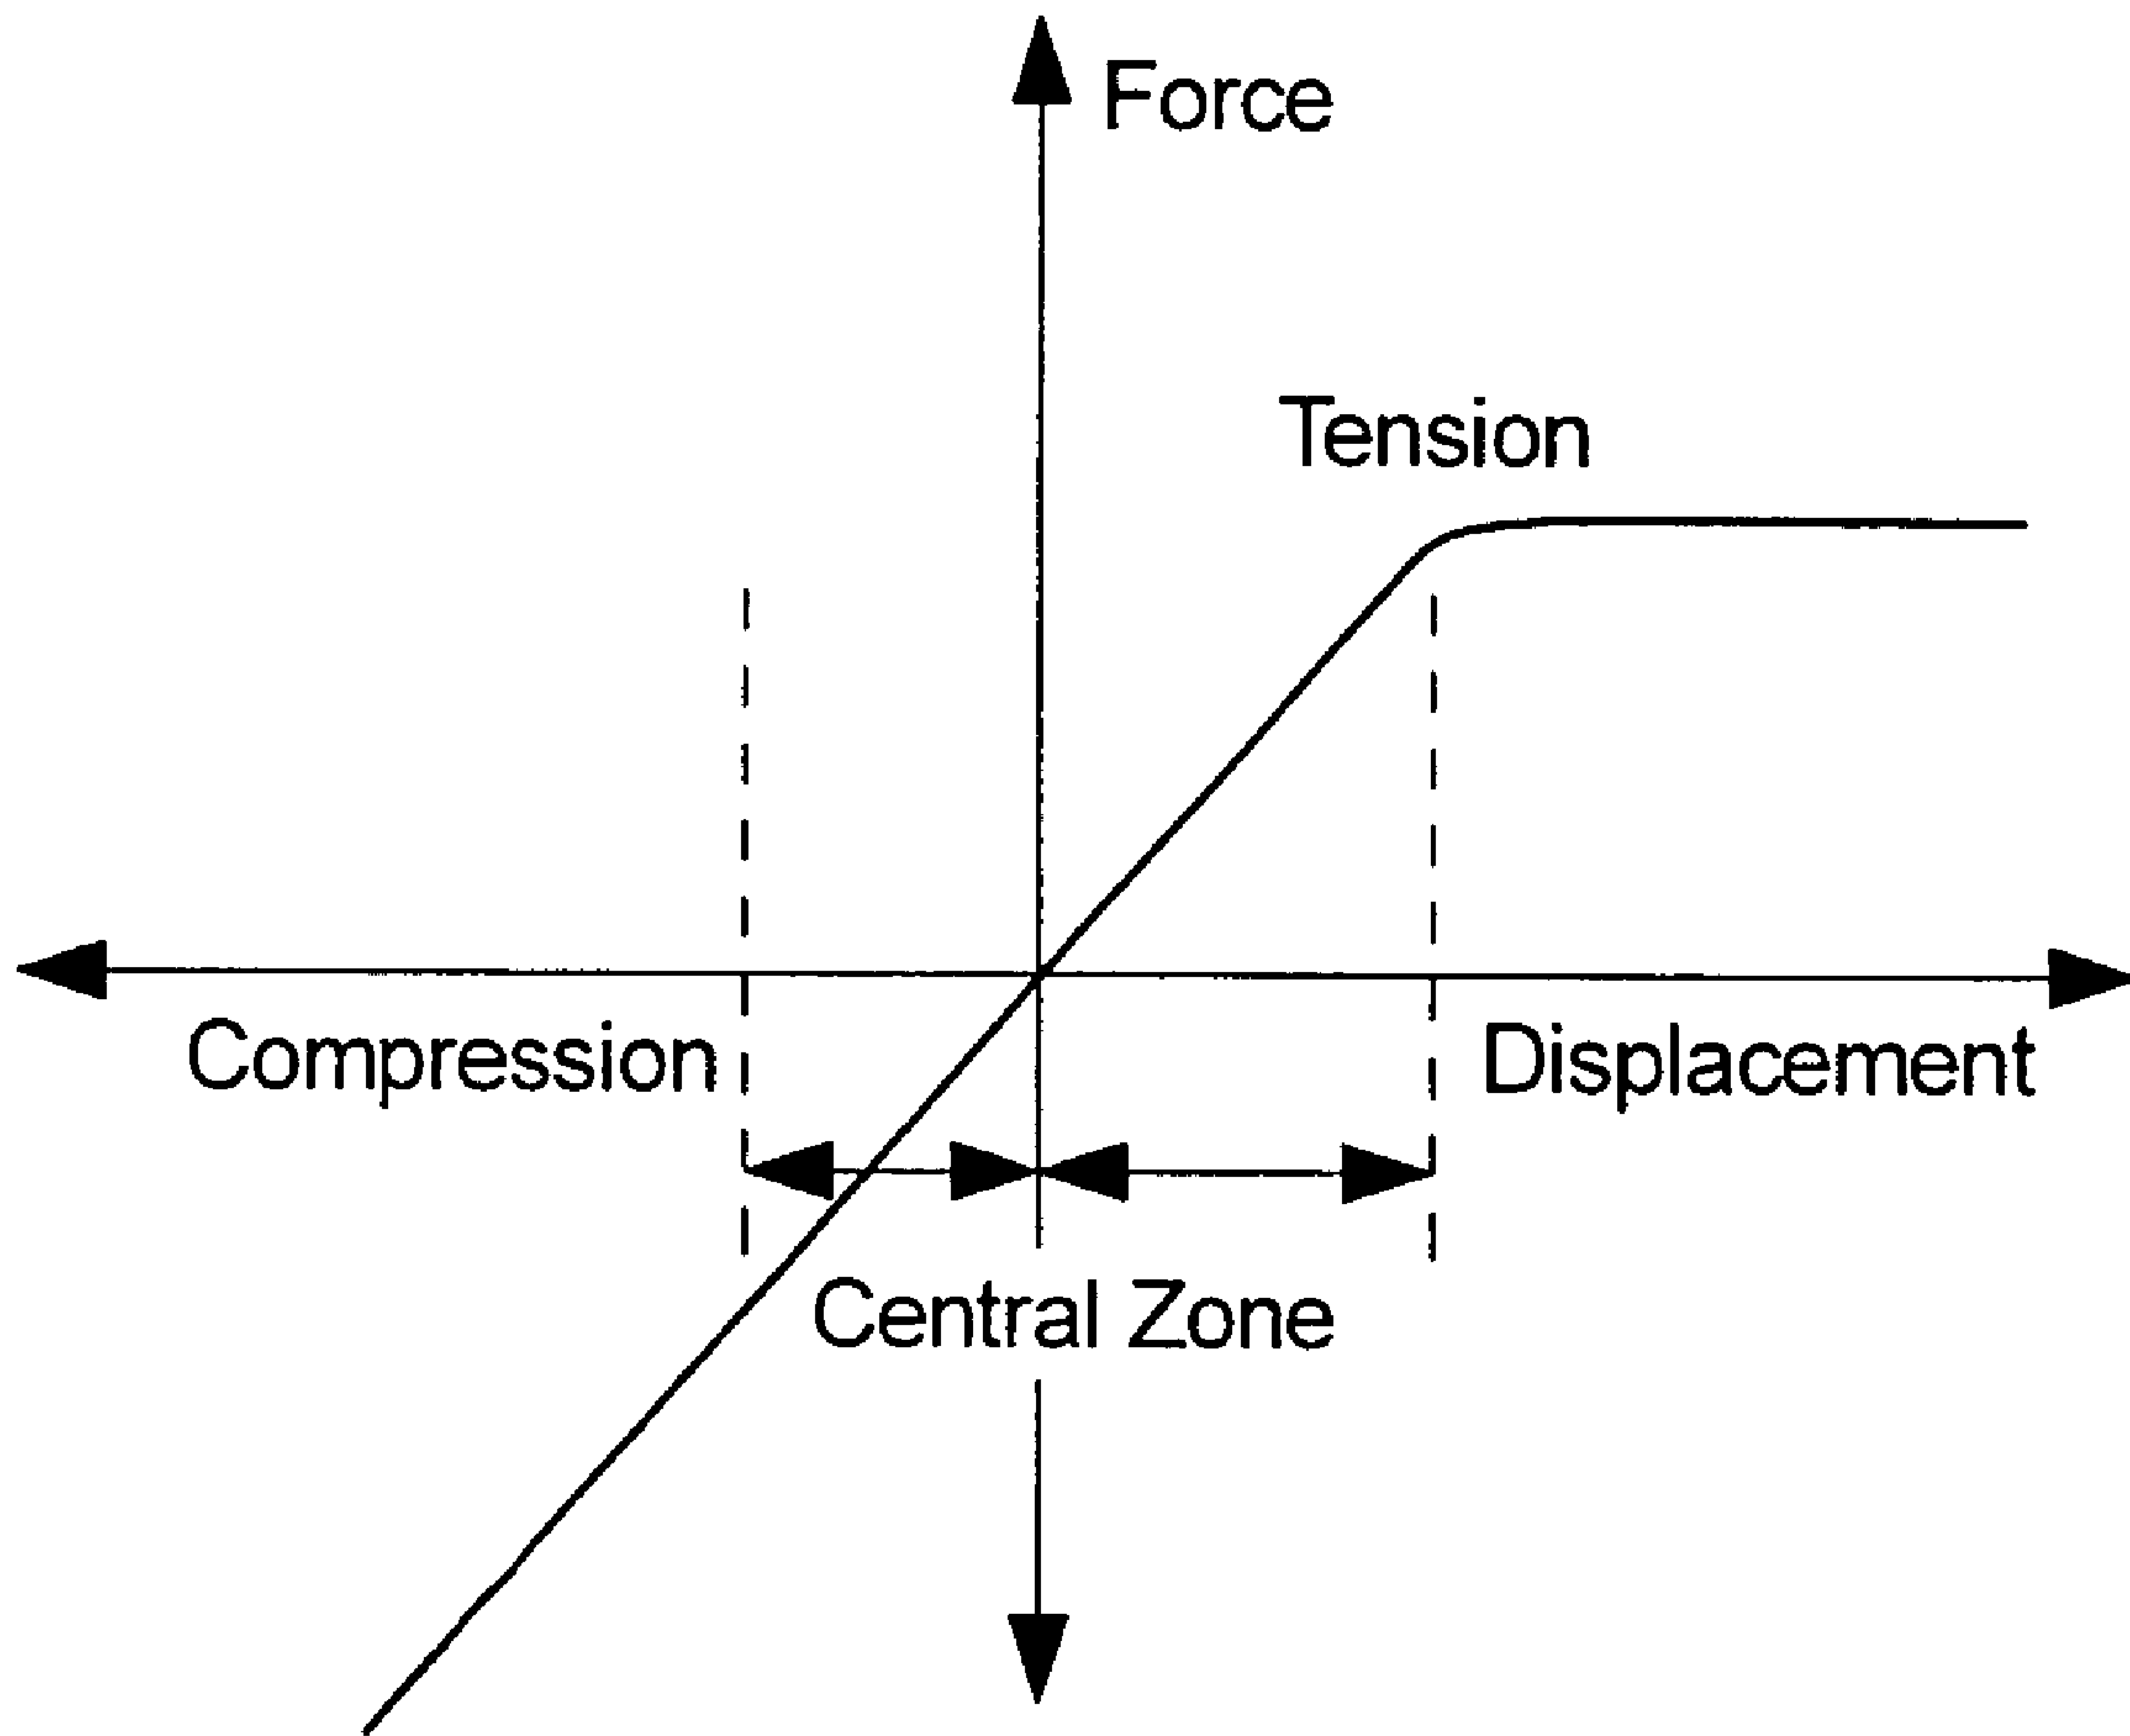 Force
Tension
Compression
Displacement
Central Zone